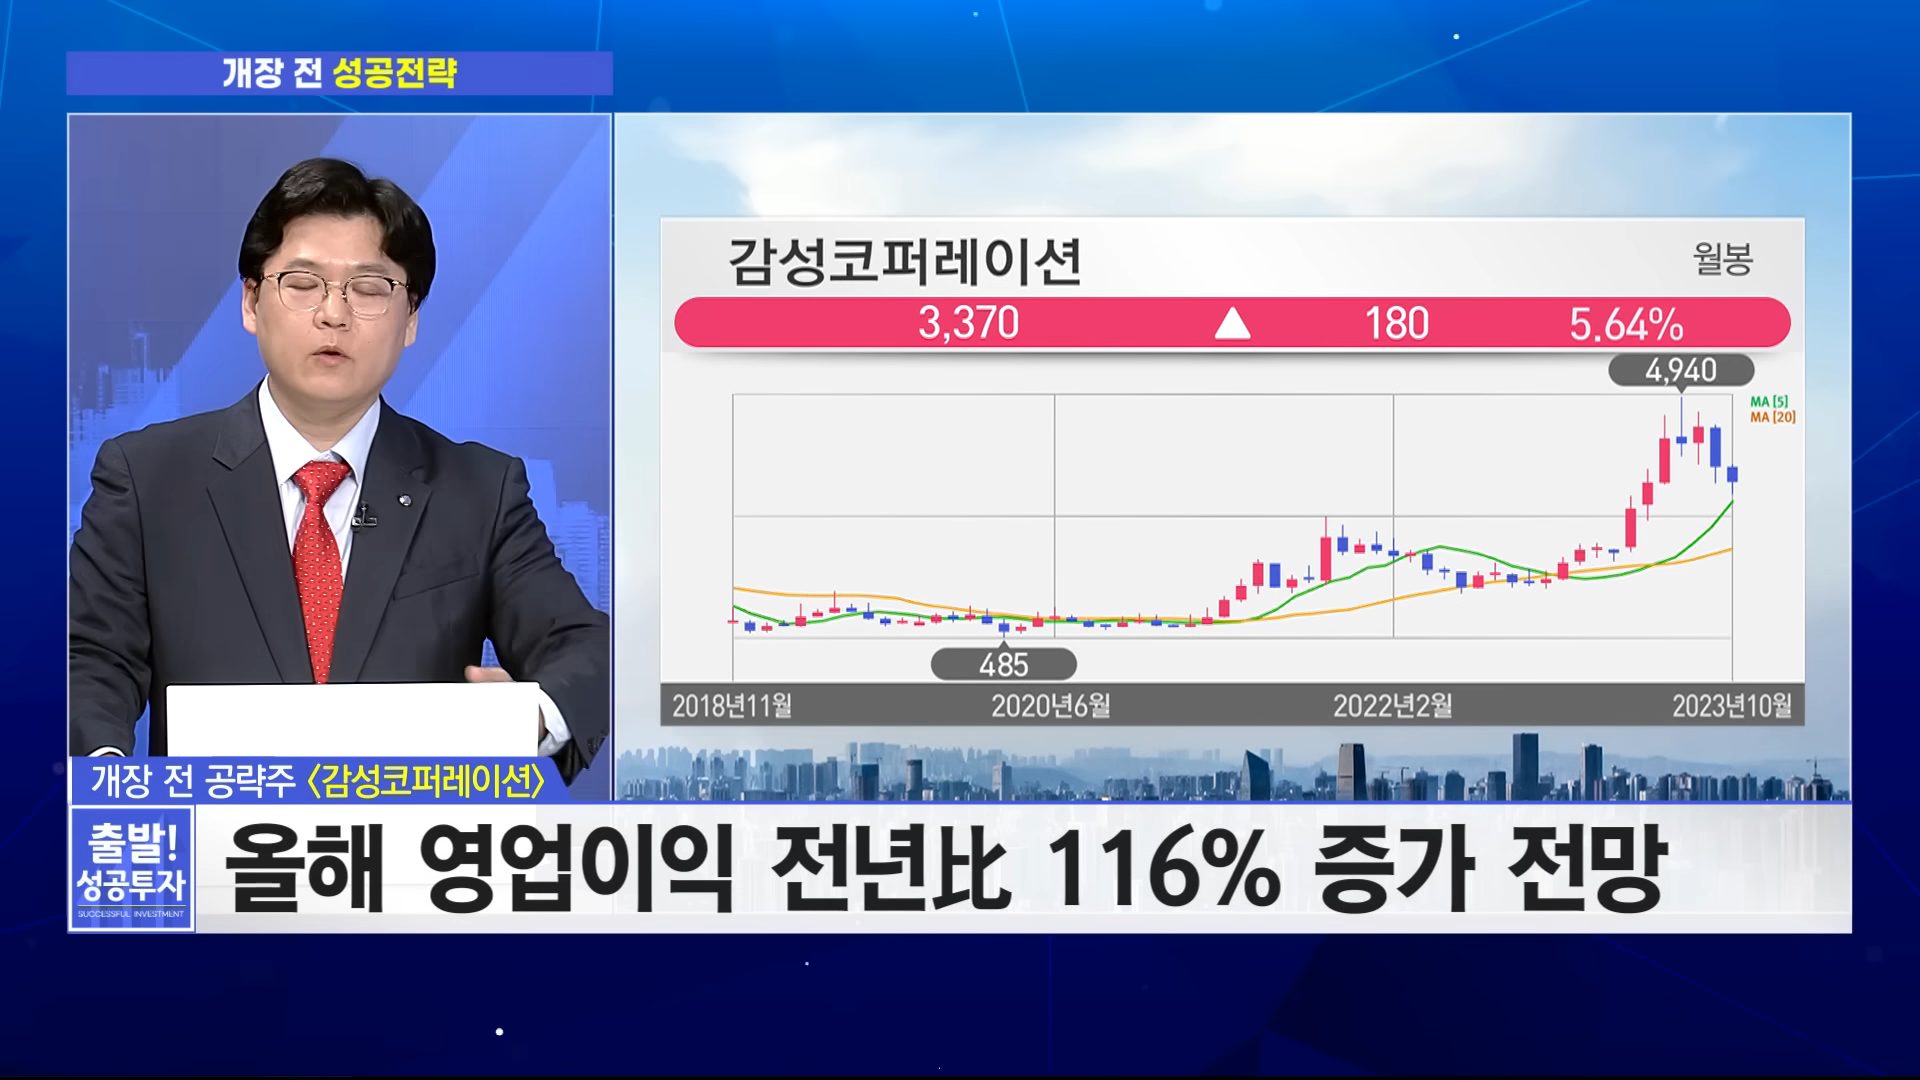 개장 전 성공전략
감성코퍼레이션
월봉
3,370 ▲ 180 5.64%
4,940
MA [5]
MA [20]
485
2018년11월 2020년6월 2022년2월 2023년10월
개장 전 공략주 〈감성코퍼레이션〉
출발!
성공투자
SUCCESSFUL INVESTMENT
올해 영업이익 전년比 116% 증가 전망